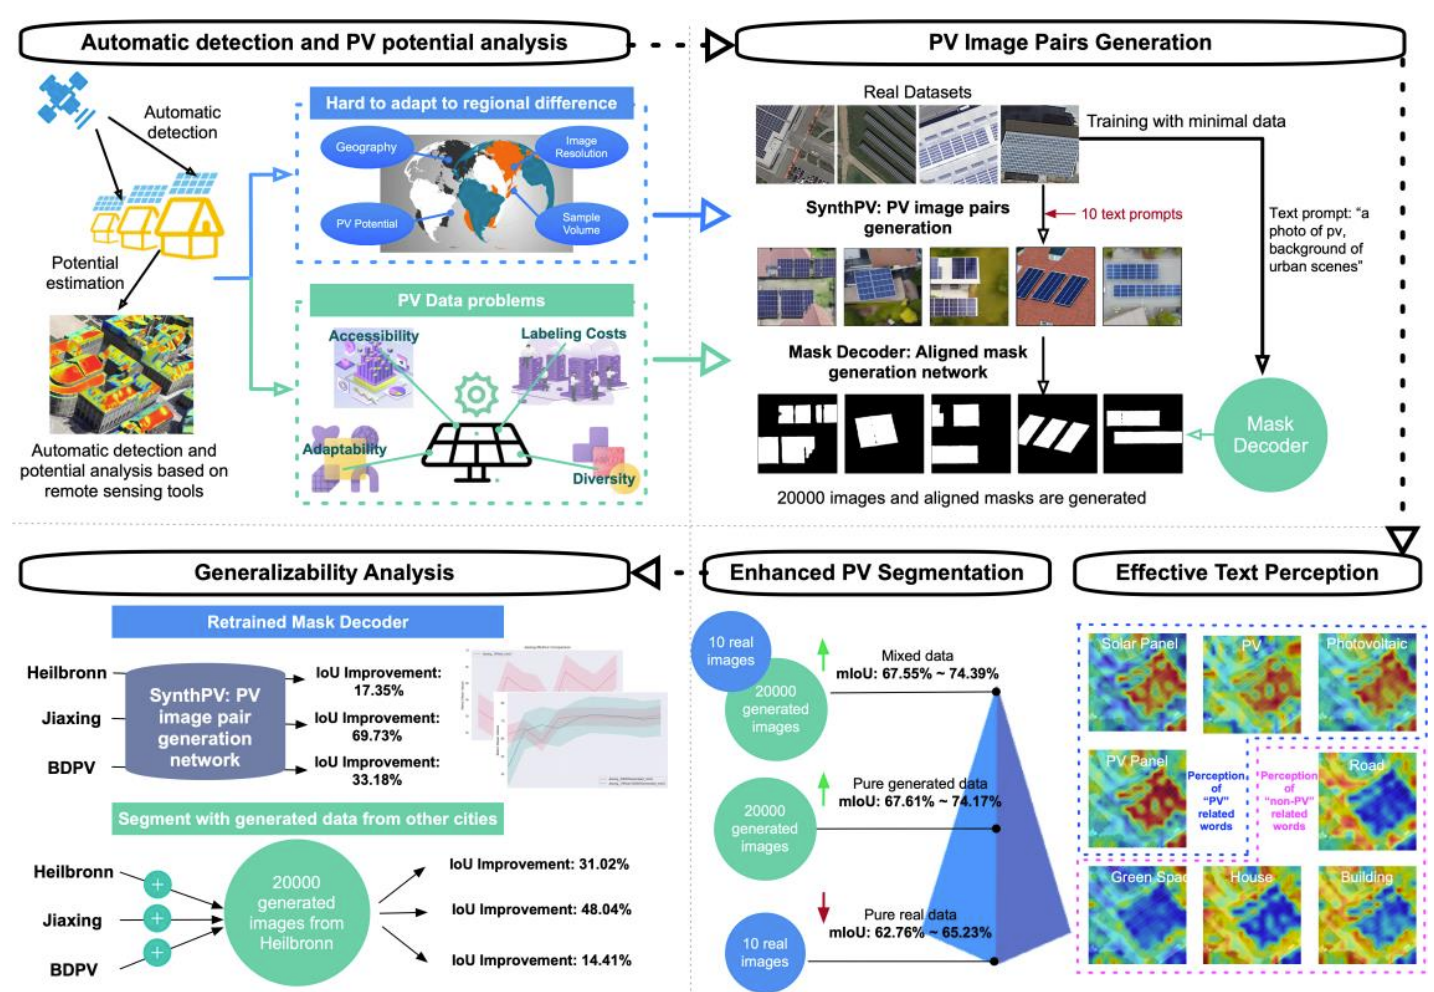 Automatic detection and PV potential analysis
Automatic
detection
Potential
estimation
Automatic detection and
potential analysis based on
remote sensing tools
Hard to adapt to regional difference
Geography
Image
Resolution
PV Potential
Sample
Volume
PV Data problems
Accessibility
Labeling Costs
Adaptability
Diversity
PV Image Pairs Generation
Real Datasets
Training with minimal data
SynthPV: PV image pairs
generation
10 text prompts
Text prompt: “a
photo of pv,
background of
urban scenes”
Mask Decoder: Aligned mask
generation network
Mask
Decoder
20000 images and aligned masks are generated
Generalizability Analysis
Retrained Mask Decoder
Heilbronn
Jiaxing
BDPV
SynthPV: PV
image pair
generation
network
IoU Improvement:
17.35%
IoU Improvement:
69.73%
IoU Improvement:
33.18%
Segment with generated data from other cities
Heilbronn
Jiaxing
BDPV
+
+
+
20000
generated
images from
Heilbronn
IoU Improvement: 31.02%
IoU Improvement: 48.04%
IoU Improvement: 14.41%
Enhanced PV Segmentation
10 real
images
20000
generated
images
Mixed data
mIoU: 67.55% ~ 74.39%
20000
generated
images
Pure generated data
mIoU: 67.61% ~ 74.17%
10 real
images
Pure real data
mIoU: 62.76% ~ 65.23%
Effective Text Perception
Solar Panel
PV
Photovoltaic
PV Panel
Perception
of
“PV”
related
words
Perception
of
“non-PV”
related
words
Road
Green Spac
House
Building